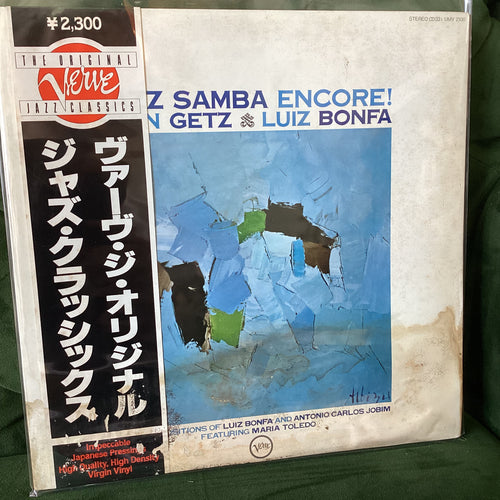 ¥2,300
THE ORIGINAL
Verve
JAZZ CLASSICS
ヴァーヴ・ジ・オリジナル
ジャズ・クラシックス
Impeccable
Japanese Pressing
High Quality, High Density
Virgin Vinyl
Z SAMBA ENCORE!
N GETZ & LUIZ BONFA
OSITIONS OF LUIZ BONFA AND ANTONIO CARLOS JOBIM
FEATURING MARIA TOLEDO
Verve